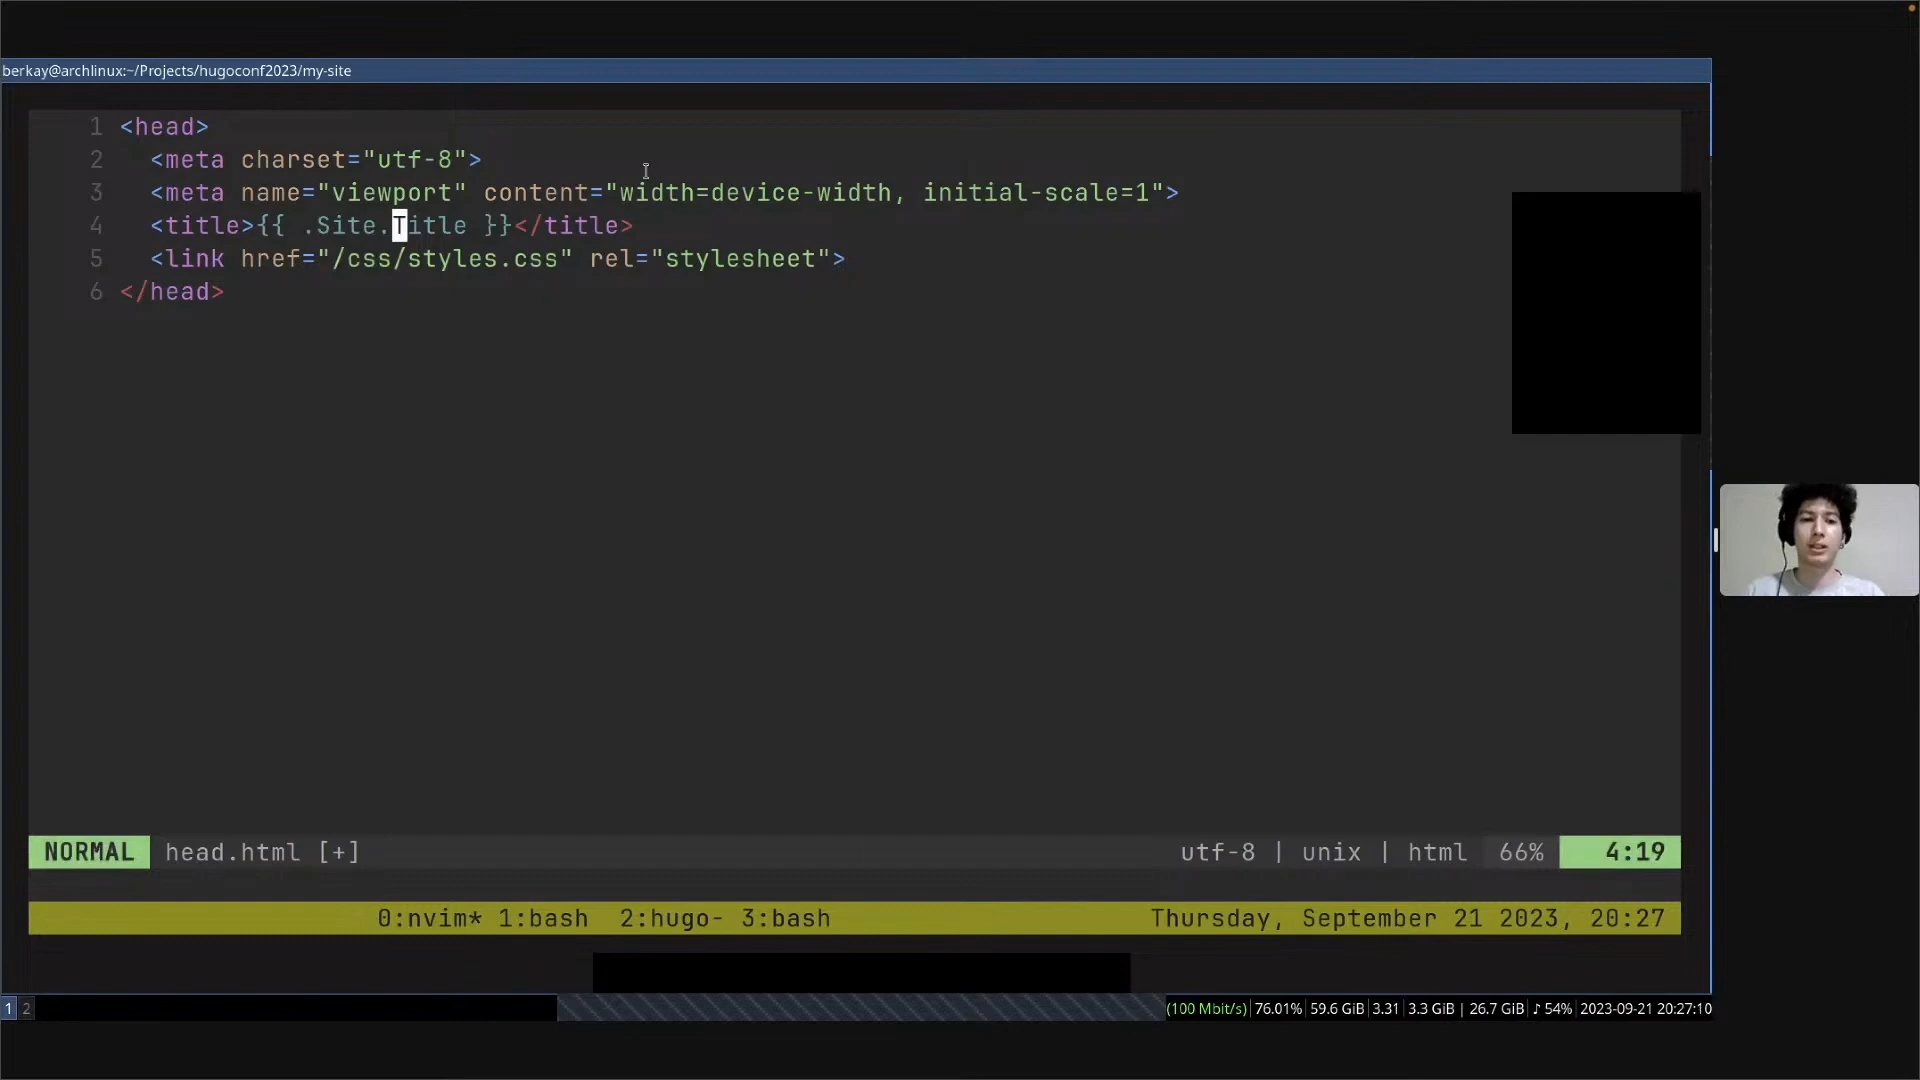 berkay@archlinux:~/Projects/hugoconf2023/my-site
1 <head>
2 <meta charset="utf-8">
3 <meta name="viewport" content="width=device-width, initial-scale=1">
4 <title>{{ .Site.Title }}</title>
5 <link href="/css/styles.css" rel="stylesheet">
6 </head>
NORMAL head.html [+] utf-8 | unix | html 66% 4:19
0:nvim* 1:bash 2:hugo- 3:bash Thursday, September 21 2023, 20:27
1 2 (100 Mbit/s) 76.01% 59.6 GiB 3.31 3.3 GiB | 26.7 GiB ♪ 54% 2023-09-21 20:27:10